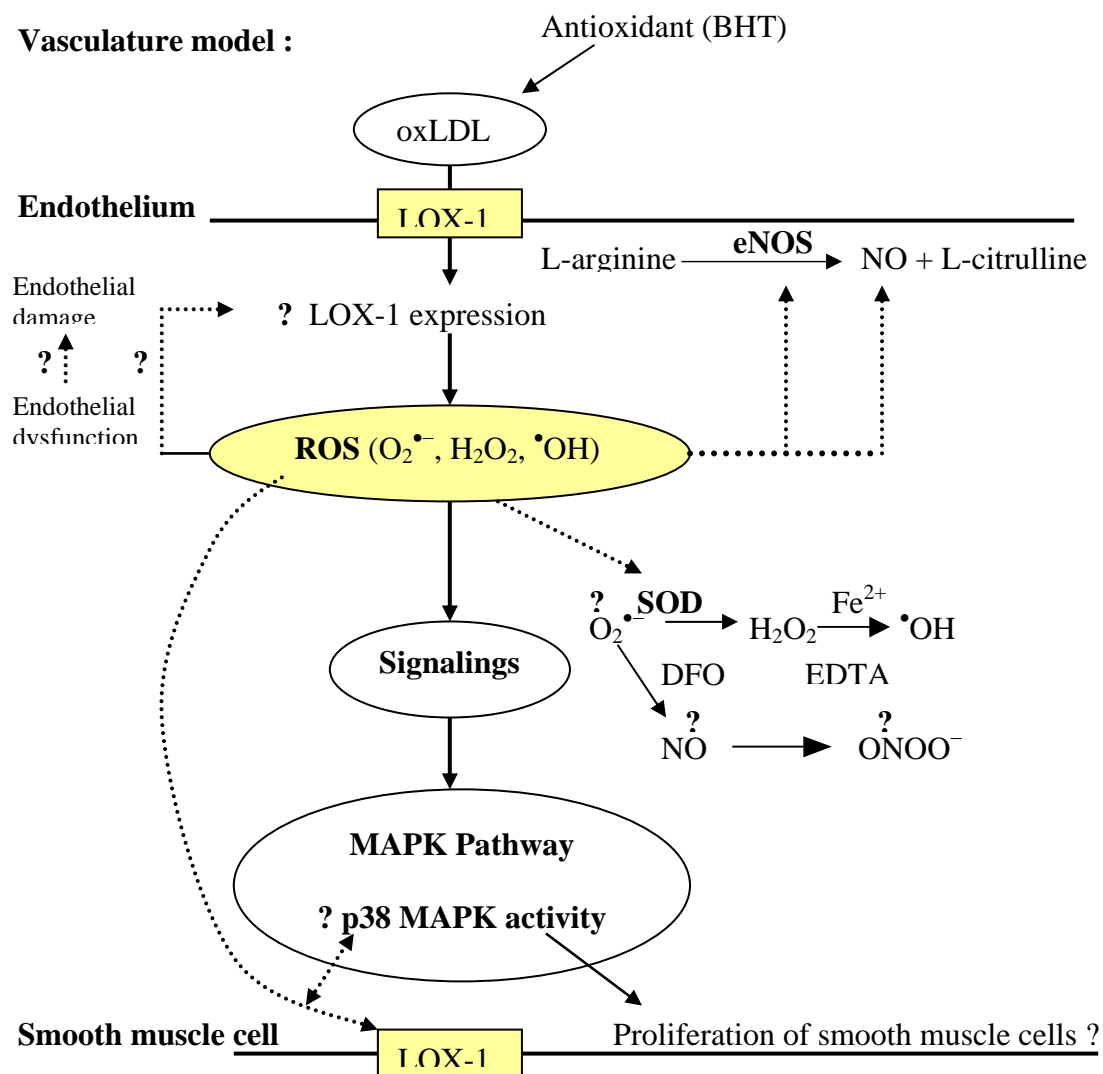 Vasculature model :
Antioxidant (BHT)
oxLDL
Endothelium
LOX-1
L-arginine eNOS NO + L-citrulline
Endothelial
damage
? LOX-1 expression
? ?
Endothelial
dysfunction
ROS (O₂•⁻, H₂O₂, •OH)
? SOD Fe²⁺
O₂•⁻ H₂O₂ •OH
Signalings
DFO EDTA
? ?
NO ONOO⁻
MAPK Pathway
? p38 MAPK activity
Smooth muscle cell
Proliferation of smooth muscle cells ?
LOX-1